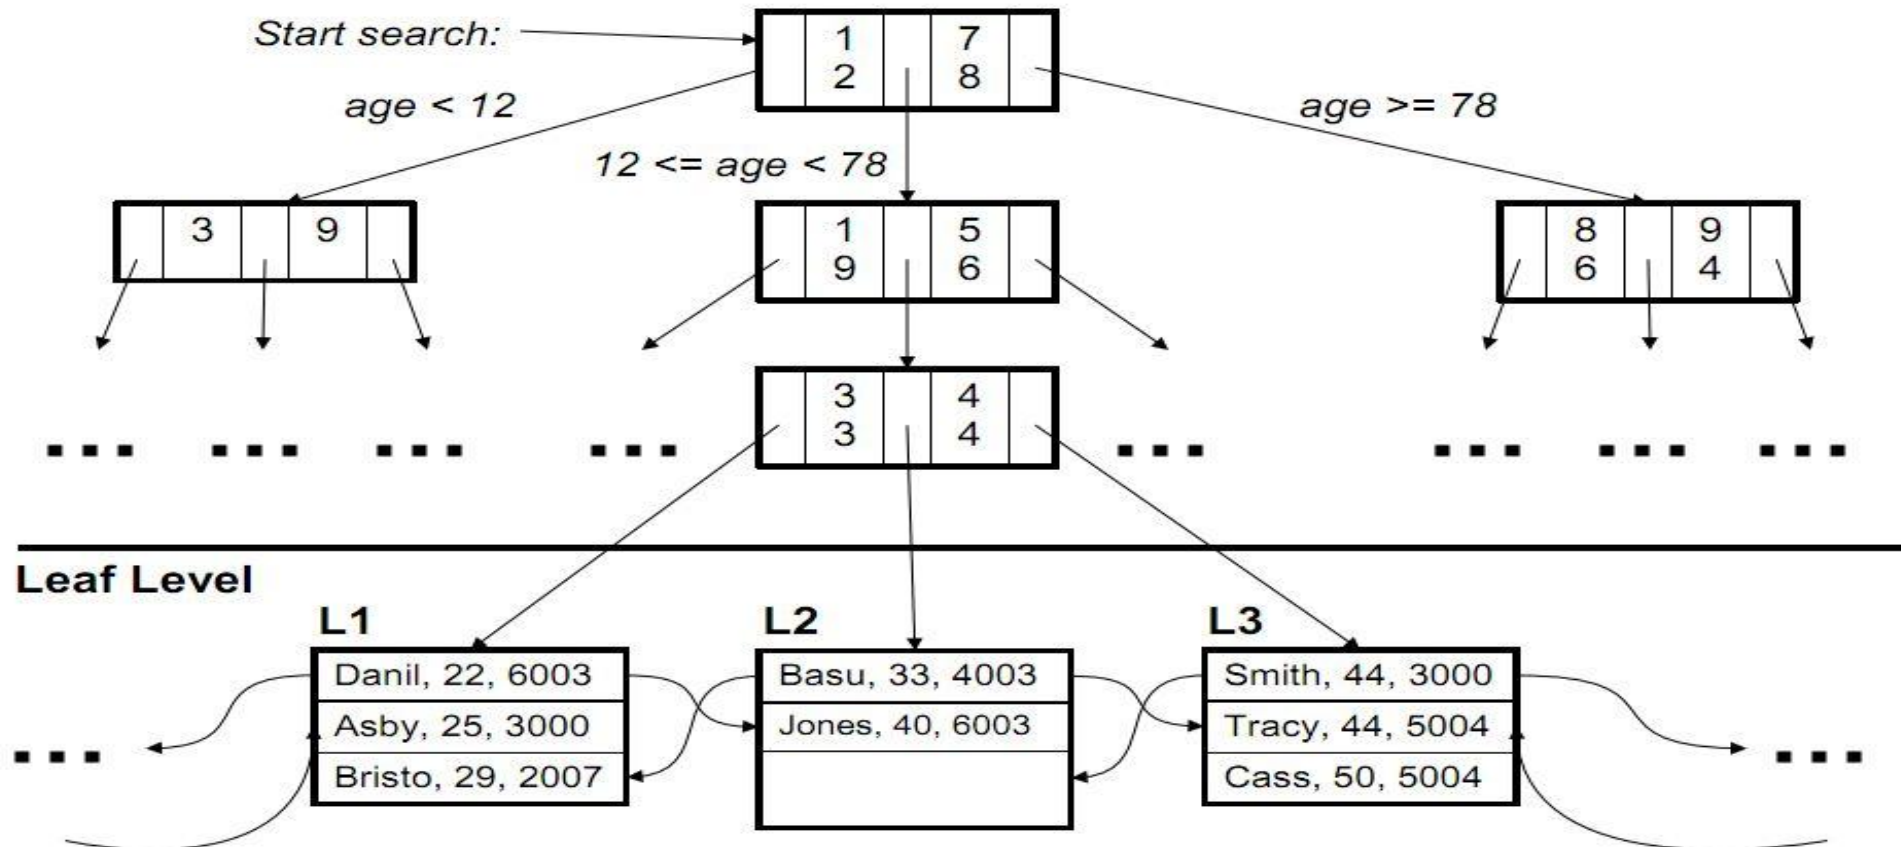 Start search:
1 7
2 8
age < 12
age >= 78
12 <= age < 78
3 9
1 5
9 6
8 9
6 4
3 4
3 4
... ... ... ... ... ... ... ...
Leaf Level
L1 L2 L3
Danil, 22, 6003
Asby, 25, 3000
Bristo, 29, 2007
Basu, 33, 4003
Jones, 40, 6003
Smith, 44, 3000
Tracy, 44, 5004
Cass, 50, 5004
... ...